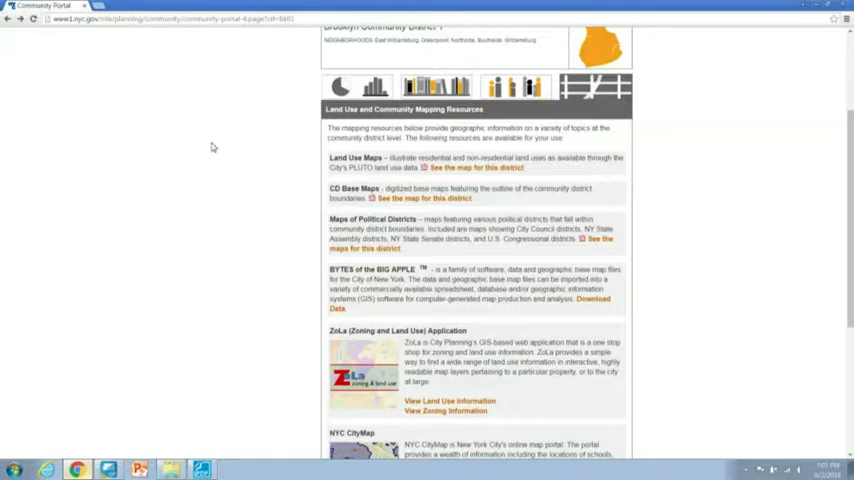 Community Portal
www1.nyc.gov/site/planning/community/community-portal-4.page?cd=bk01
Brooklyn Community District 1
NEIGHBORHOODS: East Williamsburg, Greenpoint, Northside, Southside, Williamsburg
Land Use and Community Mapping Resources
The mapping resources below provide geographic information on a variety of topics at the
community district level. The following resources are available for your use
Land Use Maps – illustrate residential and non-residential land uses as available through the
City's PLUTO land use data. See the map for this district
CD Base Maps - digitized base maps featuring the outline of the community district
boundaries. See the map for this district
Maps of Political Districts – maps featuring various political districts that fall within
community district boundaries. Included are maps showing City Council districts, NY State
Assembly districts, NY State Senate districts, and U.S. Congressional districts. See the
maps for this district
BYTES of the BIG APPLE ™ - is a family of software, data and geographic base map files
for the City of New York. The data and geographic base map files can be imported into a
variety of commercially available spreadsheet, database and/or geographic information
systems (GIS) software for computer-generated map production and analysis. Download
Data
ZoLa (Zoning and Land Use) Application
ZoLa is City Planning's GIS-based web application that is a one stop
shop for zoning and land use information. ZoLa provides a simple
way to find a wide range of land use information in interactive, highly
readable map layers pertaining to a particular property, or to the city
at large.
ZoLa
zoning & land use
View Land Use Information
View Zoning Information
NYC CityMap
NYC CityMap is New York City's online map portal. The portal
provides a wealth of information including the locations of schools,
7:07 PM
6/2/2016